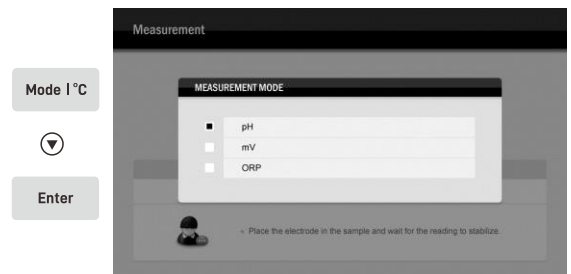 Measurement
Mode | °C
MEASUREMENT MODE
pH
mV
ORP
Enter
Place the electrode in the sample and wait for the reading to stablize.